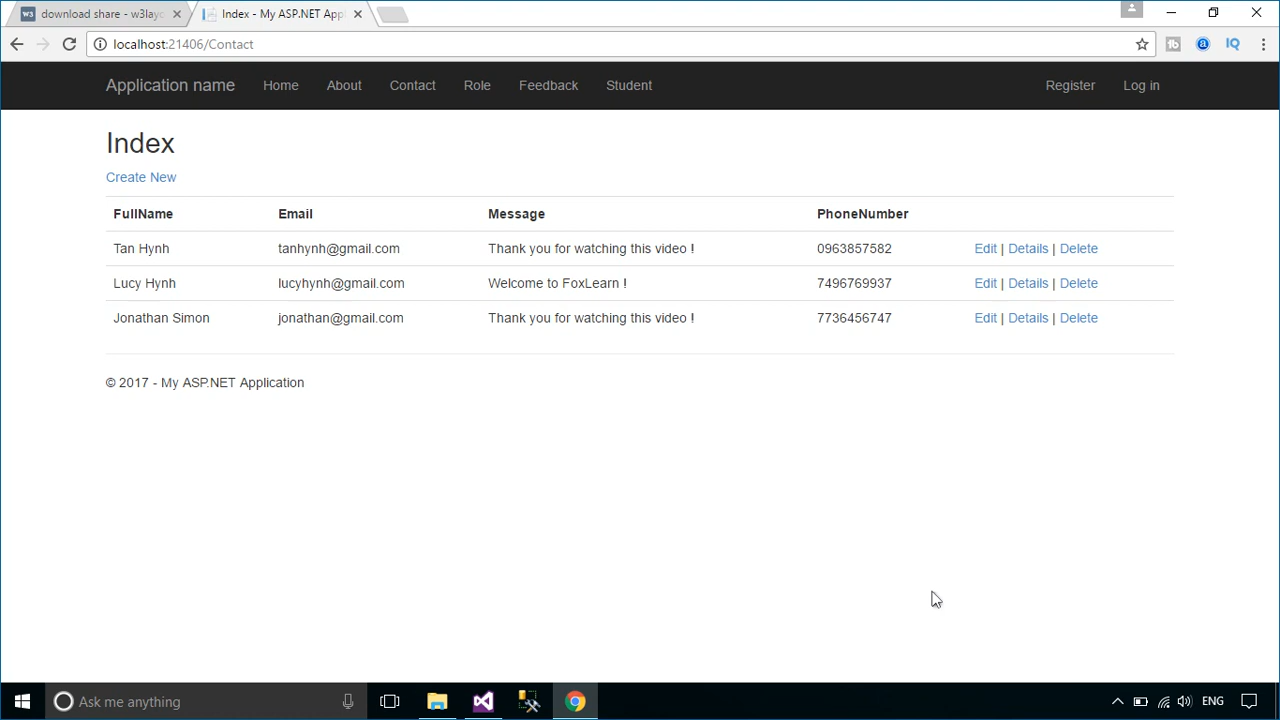 W3 download share - w3layo
Index - My ASP.NET Appl
localhost:21406/Contact
Application name Home About Contact Role Feedback Student Register Log in
Index
Create New
FullName Email Message PhoneNumber
Tan Hynh tanhynh@gmail.com Thank you for watching this video ! 0963857582 Edit | Details | Delete
Lucy Hynh lucyhynh@gmail.com Welcome to FoxLearn ! 7496769937 Edit | Details | Delete
Jonathan Simon jonathan@gmail.com Thank you for watching this video ! 7736456747 Edit | Details | Delete
© 2017 - My ASP.NET Application
Ask me anything
ENG